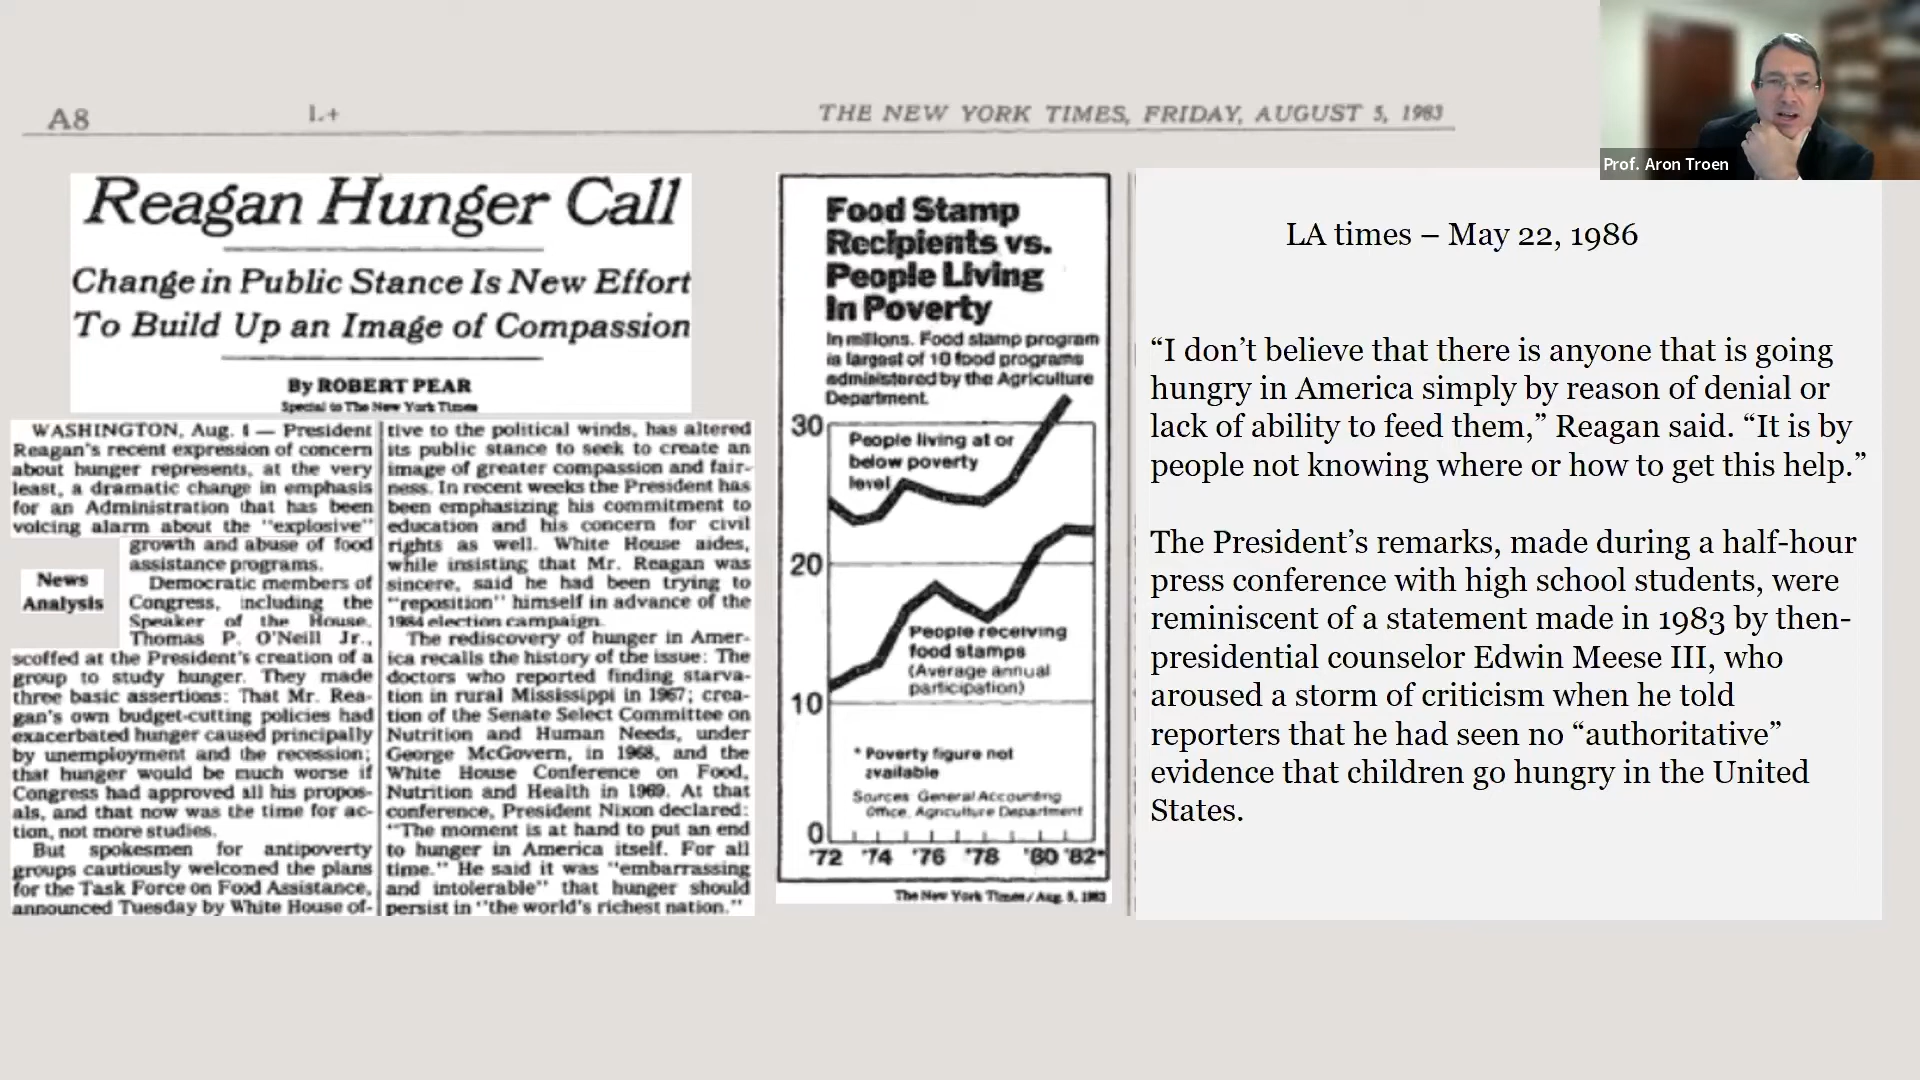 A8
L+
THE NEW YORK TIMES, FRIDAY, AUGUST 5, 1983
Prof. Aron Troen
Reagan Hunger Call
Change in Public Stance Is New Effort
To Build Up an Image of Compassion
By ROBERT PEAR
Special to The New York Times
WASHINGTON, Aug. 4 — President
Reagan's recent expression of concern
about hunger represents, at the very
least, a dramatic change in emphasis
for an Administration that has been
voicing alarm about the "explosive"
growth and abuse of food
assistance programs.
News
Analysis
Democratic members of
Congress, including the
Speaker of the House,
Thomas P. O'Neill Jr.,
scoffed at the President's creation of a
group to study hunger. They made
three basic assertions: That Mr. Rea-
gan's own budget-cutting policies had
exacerbated hunger caused principally
by unemployment and the recession;
that hunger would be much worse if
Congress had approved all his propos-
als, and that now was the time for ac-
tion, not more studies.
But spokesmen for antipoverty
groups cautiously welcomed the plans
for the Task Force on Food Assistance,
announced Tuesday by White House of-
tive to the political winds, has altered
its public stance to seek to create an
image of greater compassion and fair-
ness. In recent weeks the President has
been emphasizing his commitment to
education and his concern for civil
rights as well. White House aides,
while insisting that Mr. Reagan was
sincere, said he had been trying to
"reposition" himself in advance of the
1984 election campaign.
The rediscovery of hunger in Amer-
ica recalls the history of the issue: The
doctors who reported finding starva-
tion in rural Mississippi in 1967; crea-
tion of the Senate Select Committee on
Nutrition and Human Needs, under
George McGovern, in 1968, and the
White House Conference on Food,
Nutrition and Health in 1969. At that
conference, President Nixon declared:
"The moment is at hand to put an end
to hunger in America itself. For all
time." He said it was "embarrassing
and intolerable" that hunger should
persist in "the world's richest nation."
Food Stamp
Recipients vs.
People Living
In Poverty
In millions. Food stamp program
is largest of 10 food programs
administered by the Agriculture
Department.
30
People living at or
below poverty
level
20
People receiving
food stamps
(Average annual
participation)
10
* Poverty figure not
available
Sources: General Accounting
Office, Agriculture Department
0
'72 '74 '76 '78 '80 '82*
The New York Times / Aug. 5, 1983
LA times – May 22, 1986
“I don’t believe that there is anyone that is going
hungry in America simply by reason of denial or
lack of ability to feed them,” Reagan said. “It is by
people not knowing where or how to get this help.”
The President’s remarks, made during a half-hour
press conference with high school students, were
reminiscent of a statement made in 1983 by then-
presidential counselor Edwin Meese III, who
aroused a storm of criticism when he told
reporters that he had seen no “authoritative”
evidence that children go hungry in the United
States.